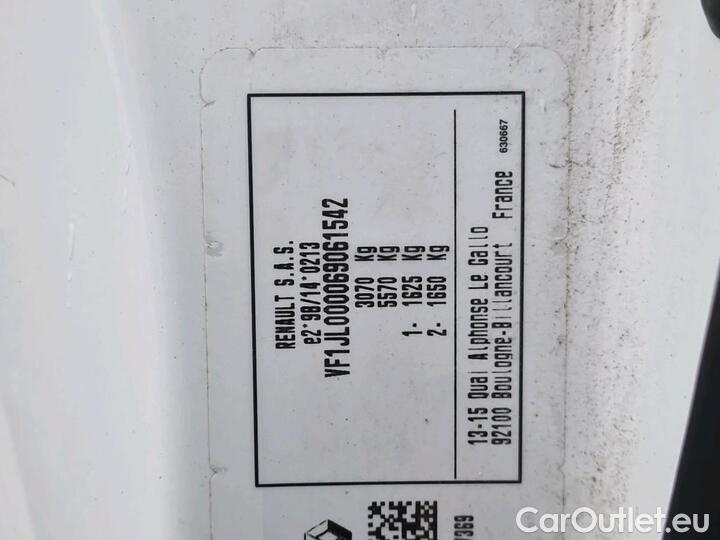 RENAULT S.A.S.
e2*98/14*0213
VF1JL000069061542
3070 Kg
5570 Kg
1- 1625 Kg
2- 1650 Kg
13-15 Quai Alphonse Le Gallo
92100 Boulogne-Billancourt France
630667
7369
CarOutlet.eu